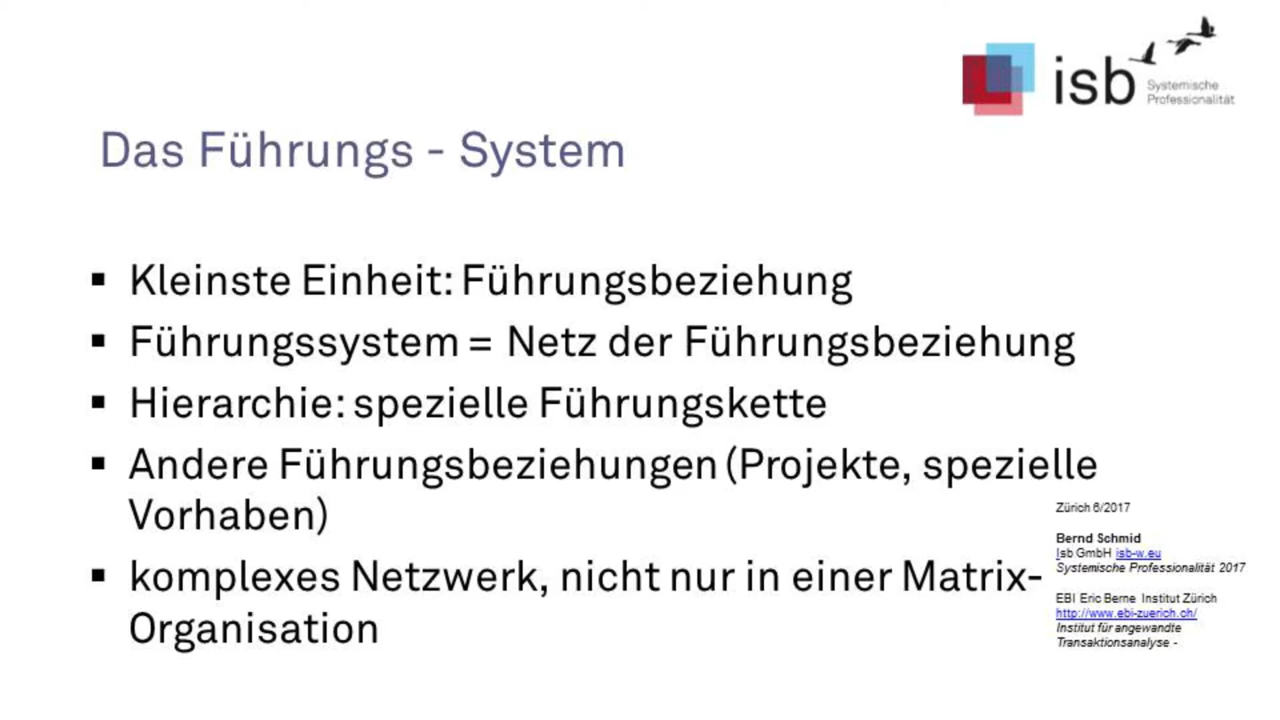 isb
Systemische
Professionalität
Das Führungs - System
▪ Kleinste Einheit: Führungsbeziehung
▪ Führungssystem = Netz der Führungsbeziehung
▪ Hierarchie: spezielle Führungskette
▪ Andere Führungsbeziehungen (Projekte, spezielle
Vorhaben)
▪ komplexes Netzwerk, nicht nur in einer Matrix-
Organisation
Zürich 6/2017
Bernd Schmid
Isb GmbH isb-w.eu
Systemische Professionalität 2017
EBI Eric Berne Institut Zürich
http://www.ebi-zuerich.ch/
Institut für angewandte
Transaktionsanalyse -